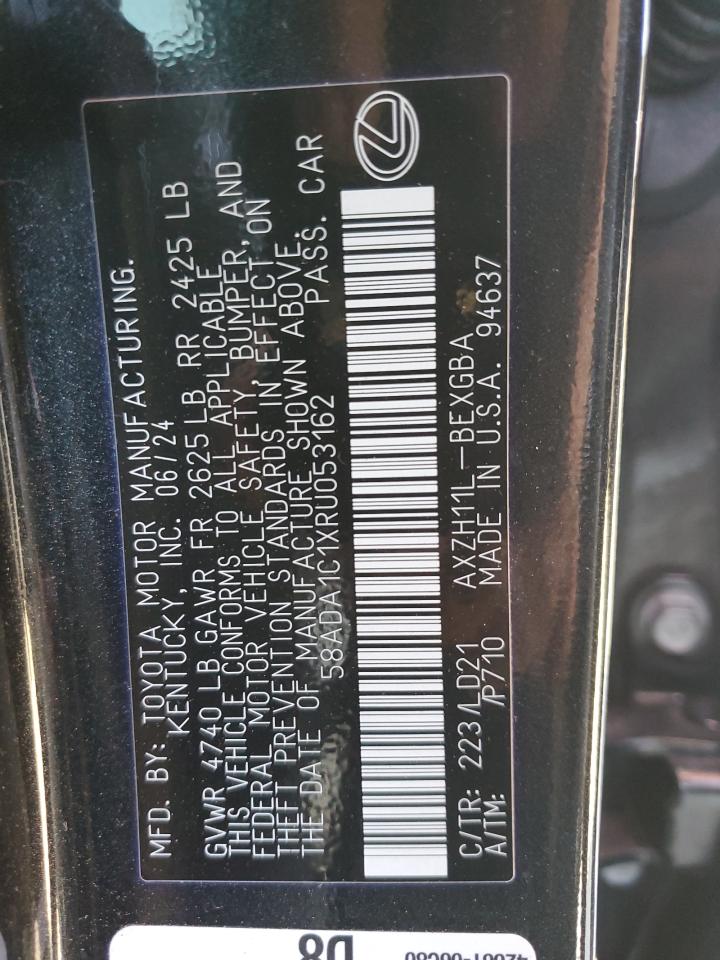 MFD. BY: TOYOTA MOTOR MANUFACTURING.
KENTUCKY, INC. 06/24
GVWR 4740 LB GAWR FR 2625 LB RR 2425 LB
THIS VEHICLE CONFORMS TO ALL APPLICABLE
FEDERAL MOTOR VEHICLE SAFETY, BUMPER, AND
THEFT PREVENTION STANDARDS IN EFFECT ON
THE DATE OF MANUFACTURE SHOWN ABOVE.
58ADA1C1XRU053162 PASS. CAR
C/TR: 223/LD21 AXZH11L-BEXGBA
A/TM: /P710 MADE IN U.S.A. 94637
D8